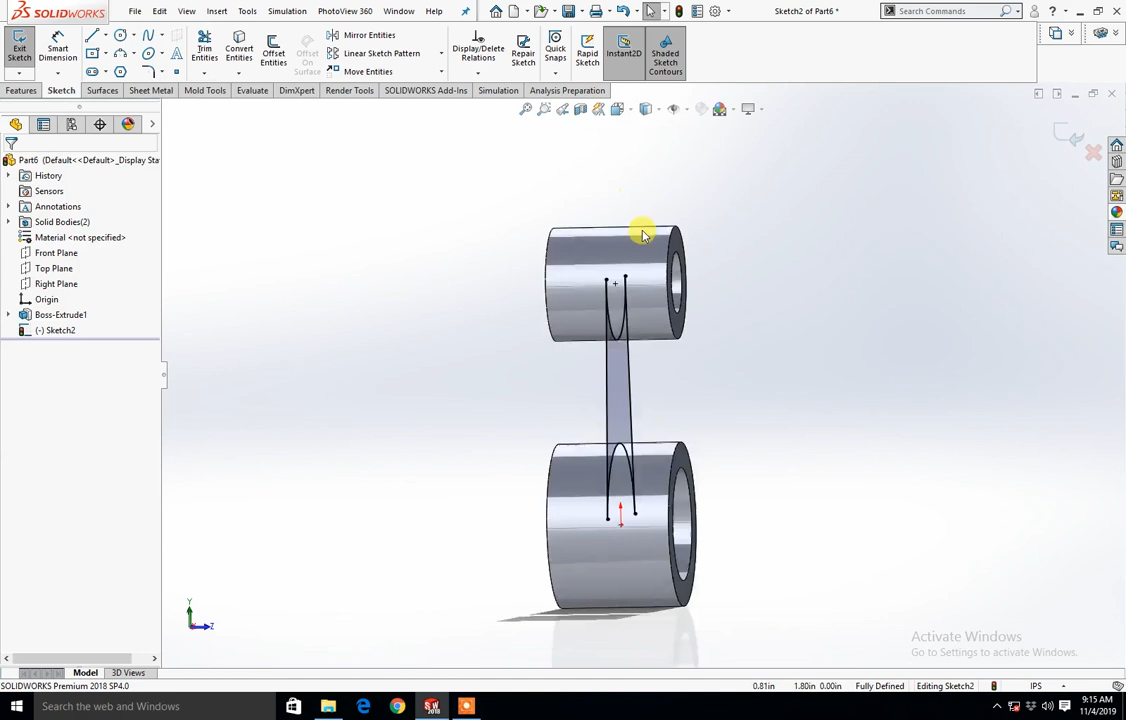 SOLIDWORKS File Edit View Insert Tools Simulation PhotoView 360 Window Help Sketch2 of Part6 * Search Commands
Exit Sketch Smart Dimension Trim Entities Convert Entities Offset Entities Offset On Surface Mirror Entities Linear Sketch Pattern Move Entities Display/Delete Relations Repair Sketch Quick Snaps Rapid Sketch Instant2D Shaded Sketch Contours
Features Sketch Surfaces Sheet Metal Mold Tools Evaluate DimXpert Render Tools SOLIDWORKS Add-Ins Simulation Analysis Preparation
Part6 (Default<<Default>_Display Sta
History
Sensors
Annotations
Solid Bodies(2)
Material <not specified>
Front Plane
Top Plane
Right Plane
Origin
Boss-Extrude1
(-) Sketch2
Y
Z
Activate Windows
Go to Settings to activate Windows.
Model 3D Views
SOLIDWORKS Premium 2018 SP4.0 0.81in 1.80in 0.00in Fully Defined Editing Sketch2 IPS
Search the web and Windows 9:15 AM
11/4/2019